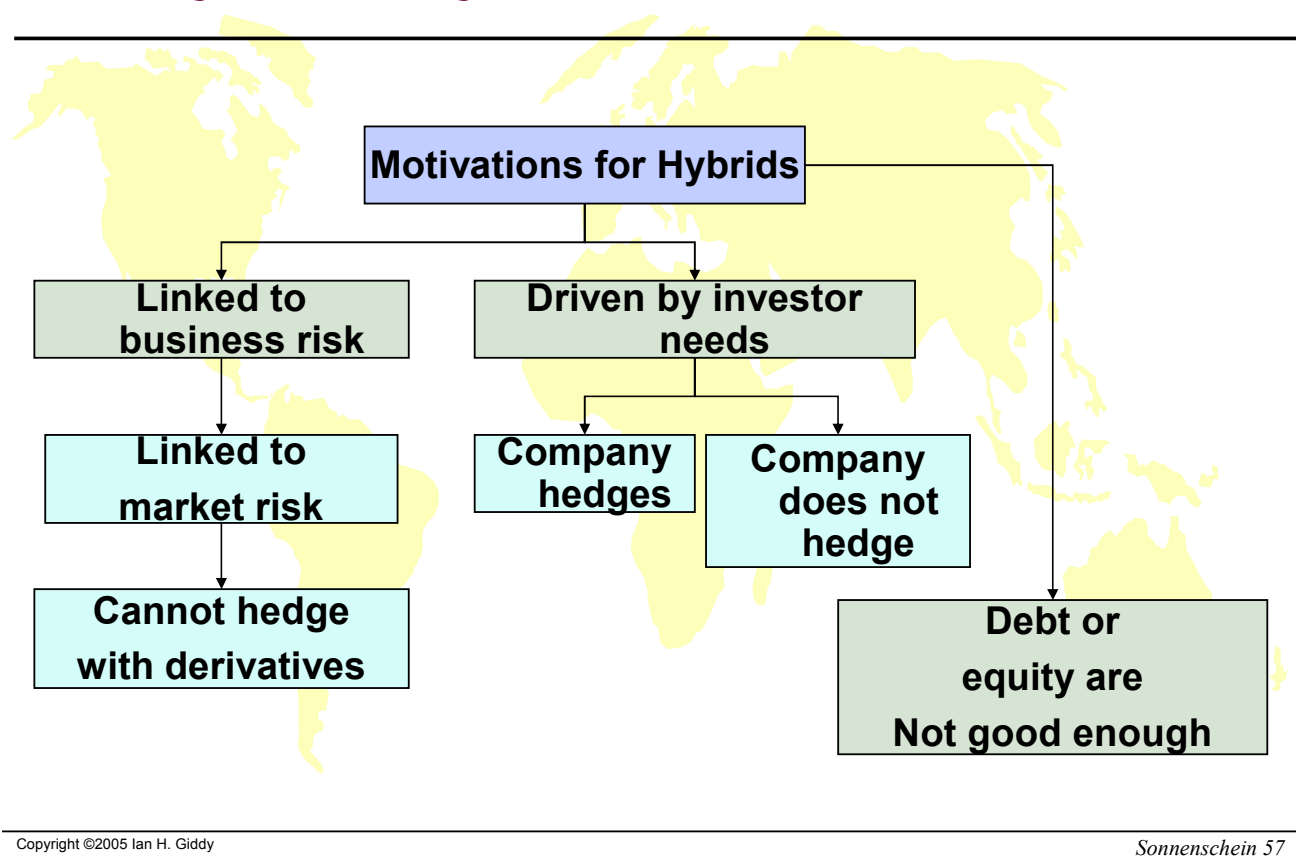 Motivations for Hybrids
Linked to
business risk
Driven by investor
needs
Linked to
market risk
Company
hedges
Company
does not
hedge
Cannot hedge
with derivatives
Debt or
equity are
Not good enough
Copyright ©2005 Ian H. Giddy
Sonnenschein 57